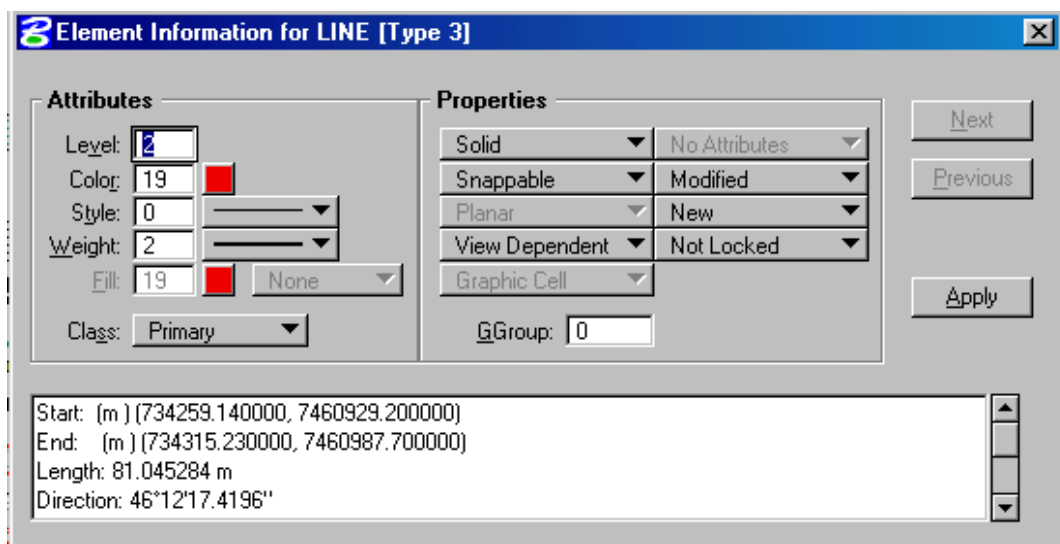 Element Information for LINE [Type 3]
Attributes
Level: 2
Color: 19
Style: 0
Weight: 2
Fill: 19 None
Class: Primary
Properties
Solid No Attributes
Snappable Modified
Planar New
View Dependent Not Locked
Graphic Cell
GGroup: 0
Next
Previous
Apply
Start: (m ) (734259.140000, 7460929.200000)
End: (m ) (734315.230000, 7460987.700000)
Length: 81.045284 m
Direction: 46°12'17.4196"